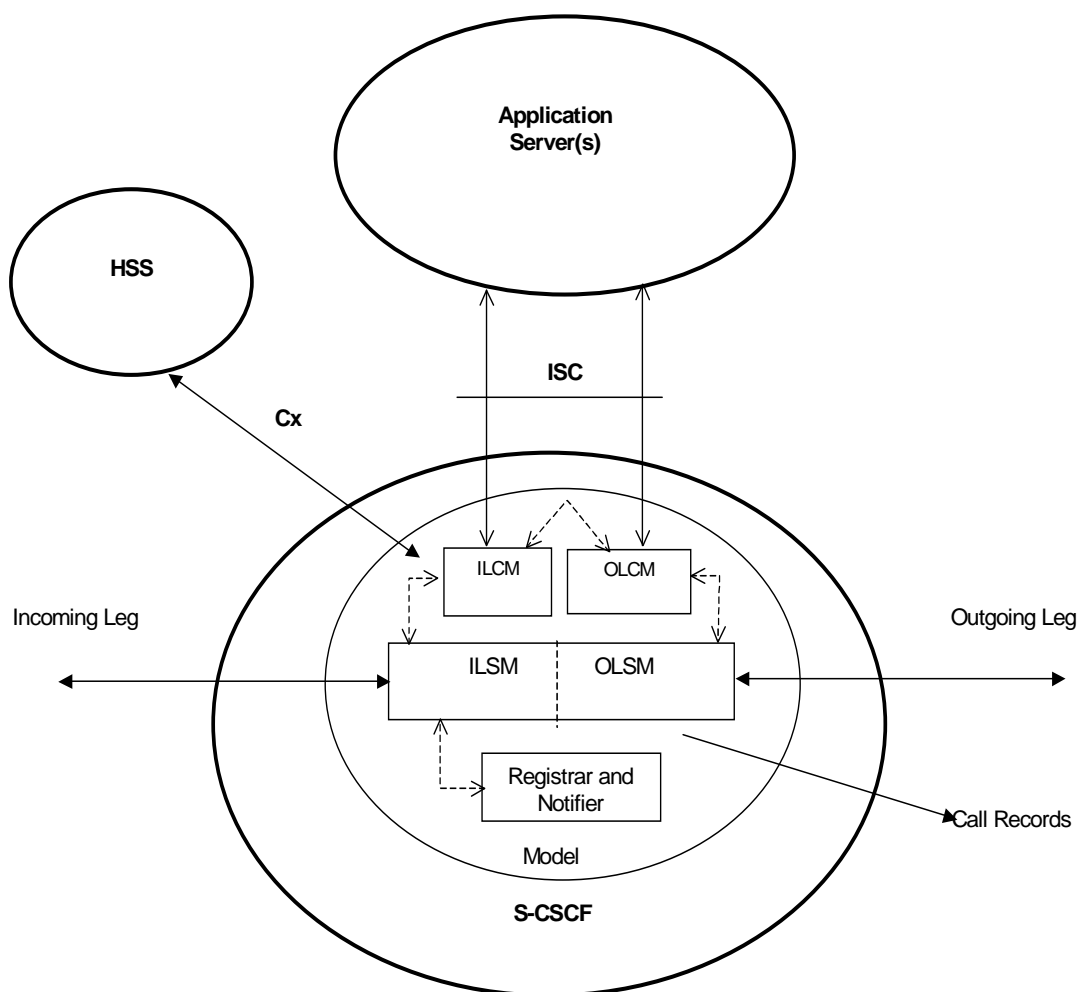 Application
Server(s)
HSS
ISC
Cx
ILCM
OLCM
Incoming Leg
Outgoing Leg
ILSM
OLSM
Registrar and
Notifier
Call Records
Model
S-CSCF